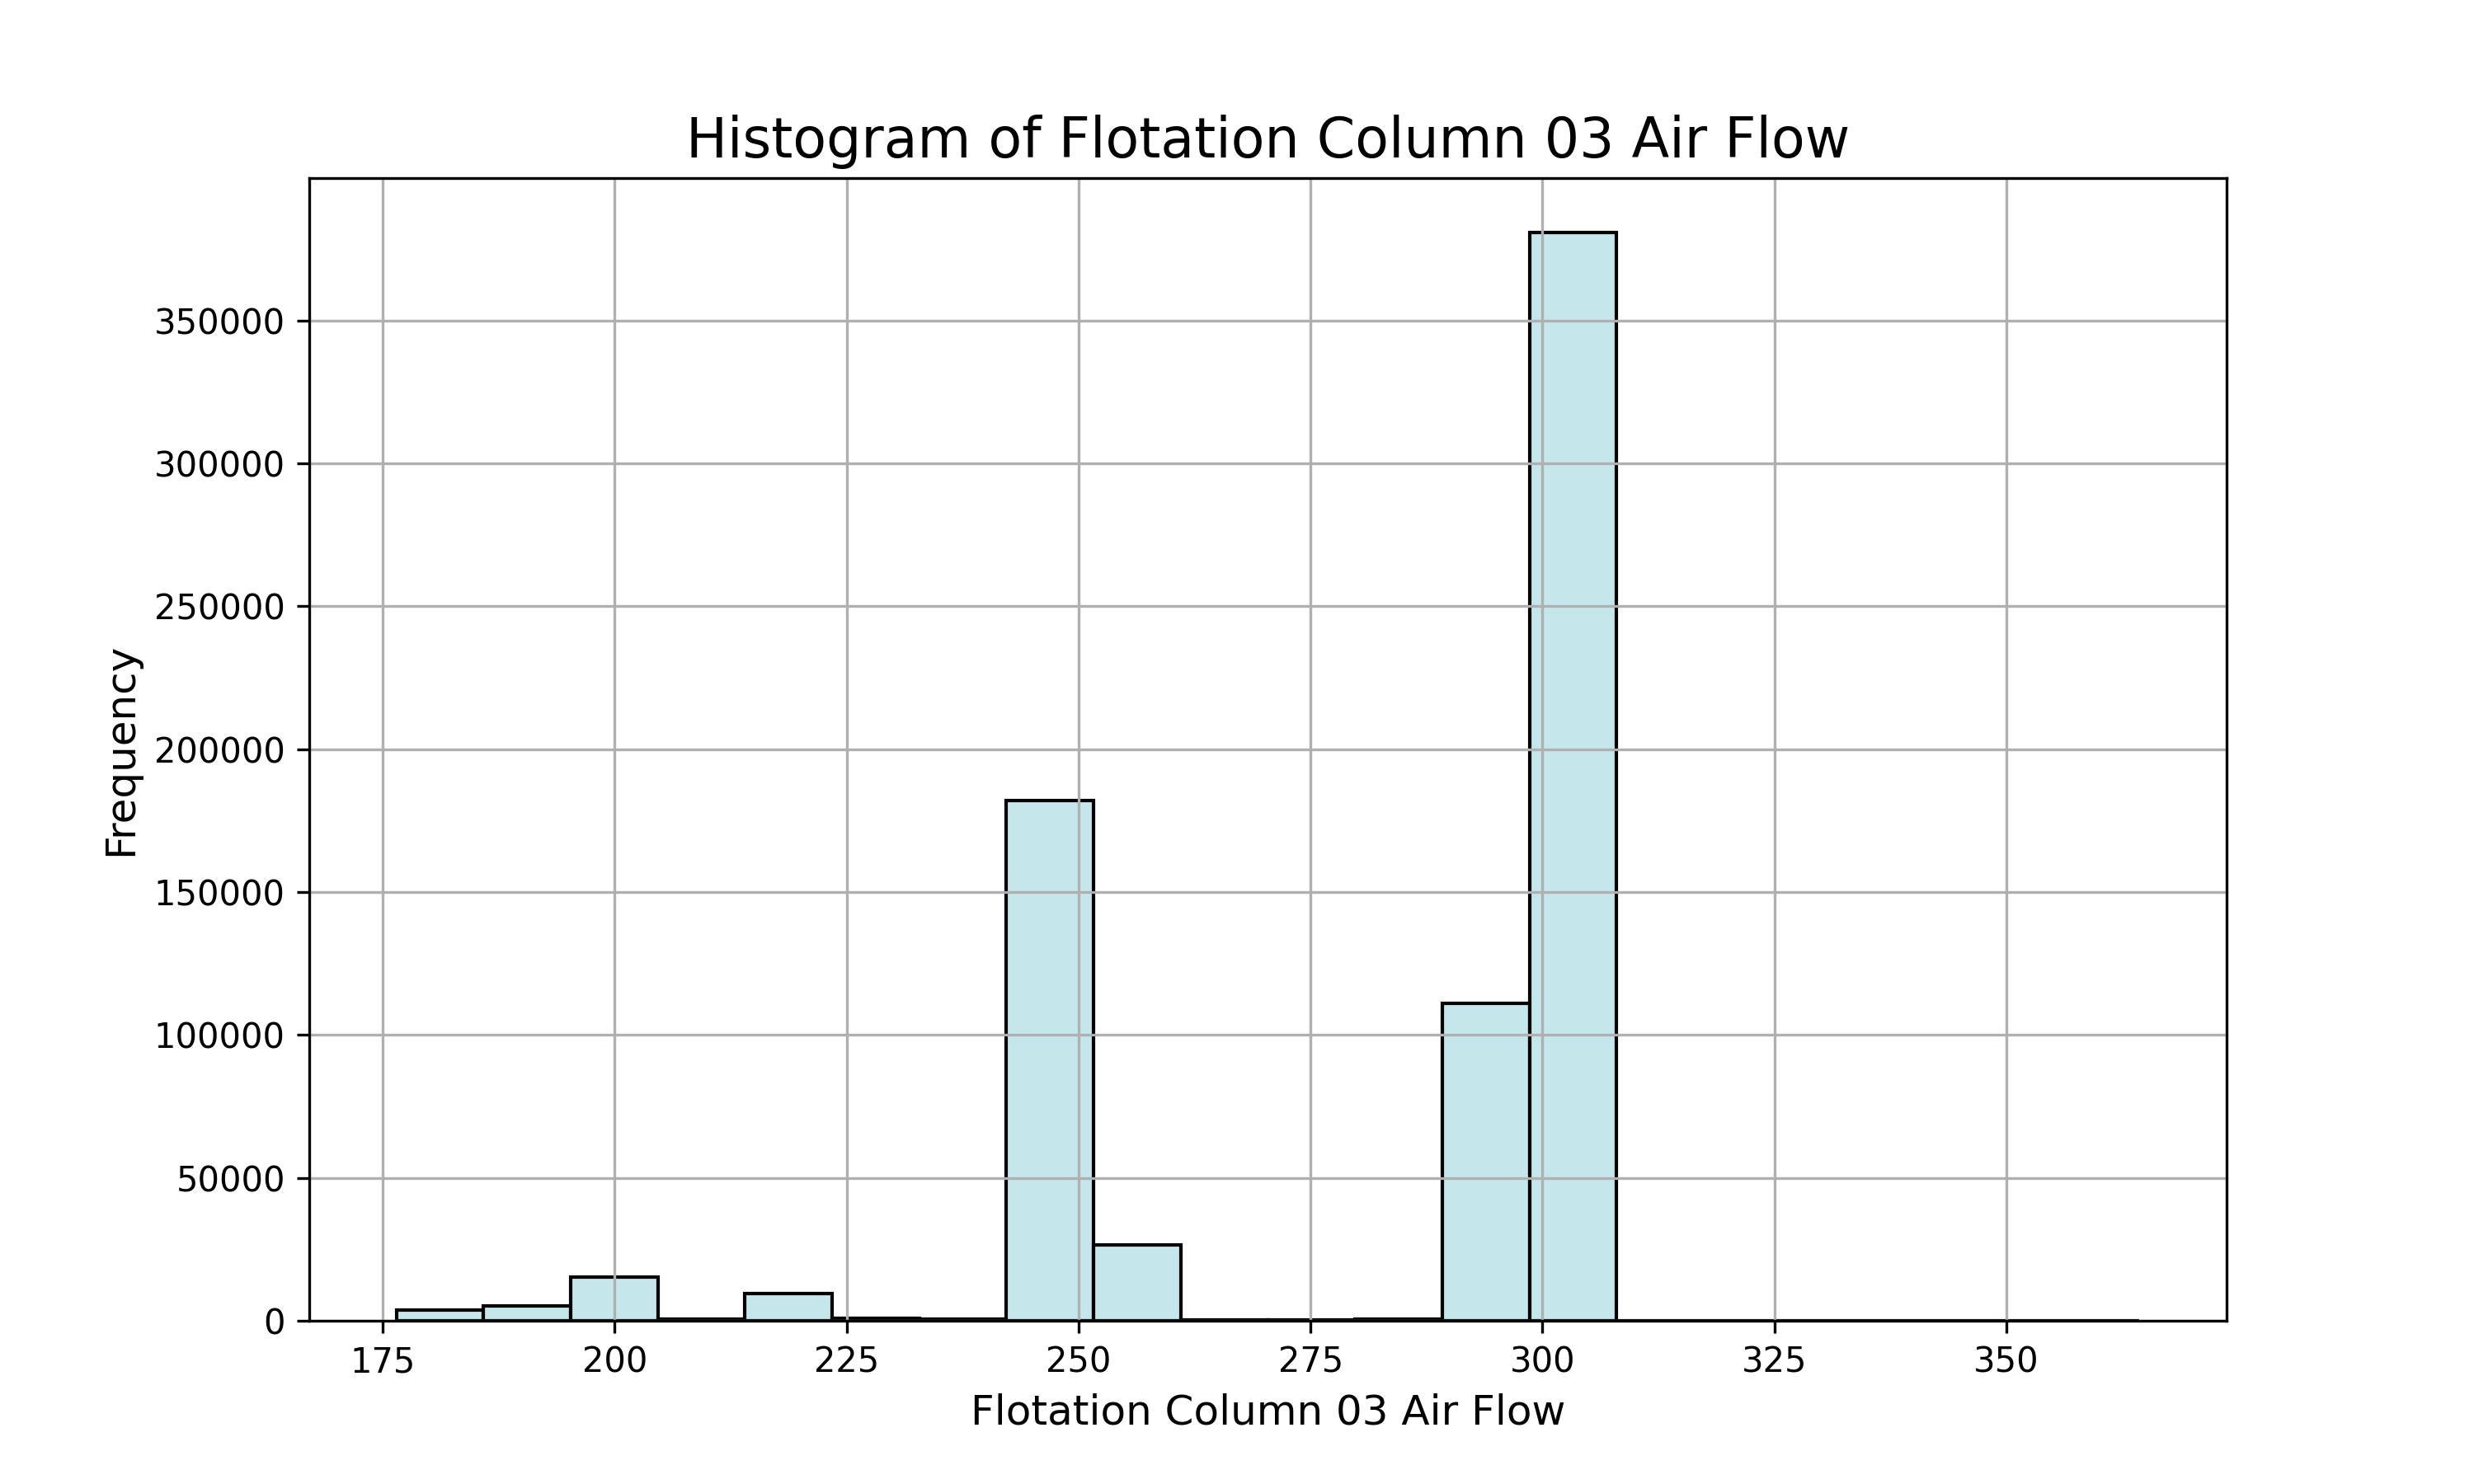 Histogram of Flotation Column 03 Air Flow
350000
300000
250000
200000
150000
100000
50000
0
Frequency
175 200 225 250 275 300 325 350
Flotation Column 03 Air Flow